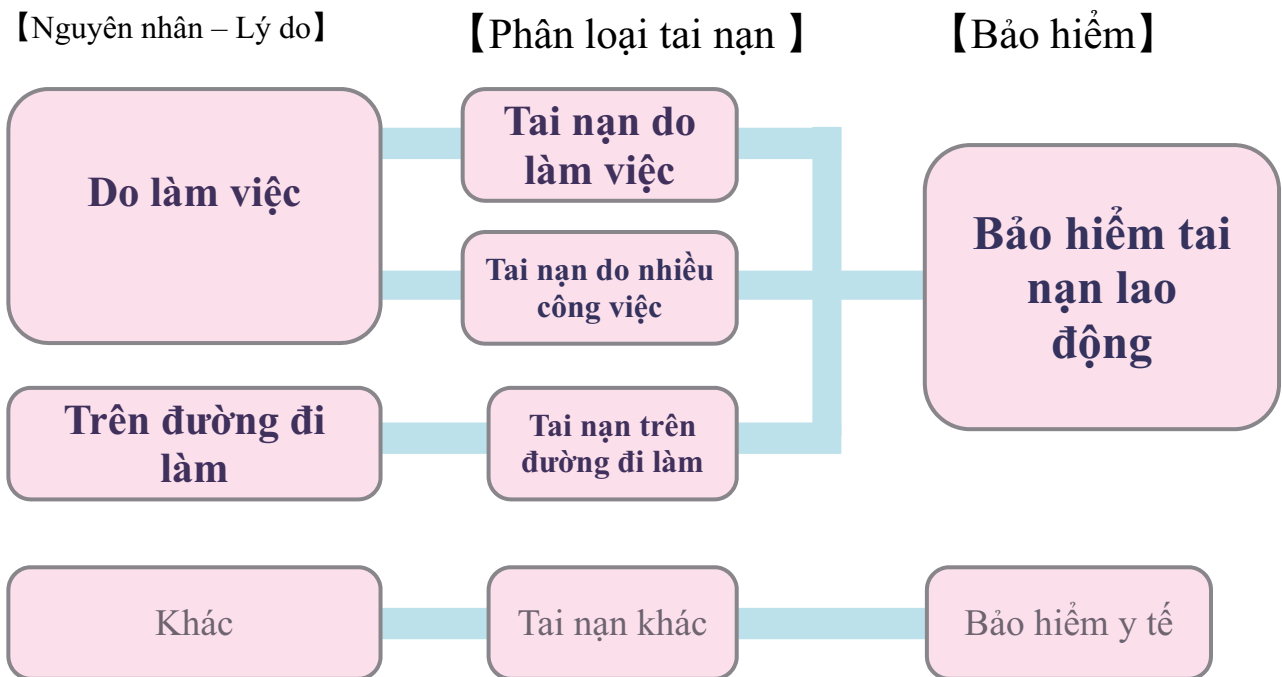 【Nguyên nhân – Lý do】
【Phân loại tai nạn 】
【Bảo hiểm】
Do làm việc
Tai nạn do
làm việc
Tai nạn do nhiều
công việc
Bảo hiểm tai
nạn lao
động
Trên đường đi
làm
Tai nạn trên
đường đi làm
Khác
Tai nạn khác
Bảo hiểm y tế